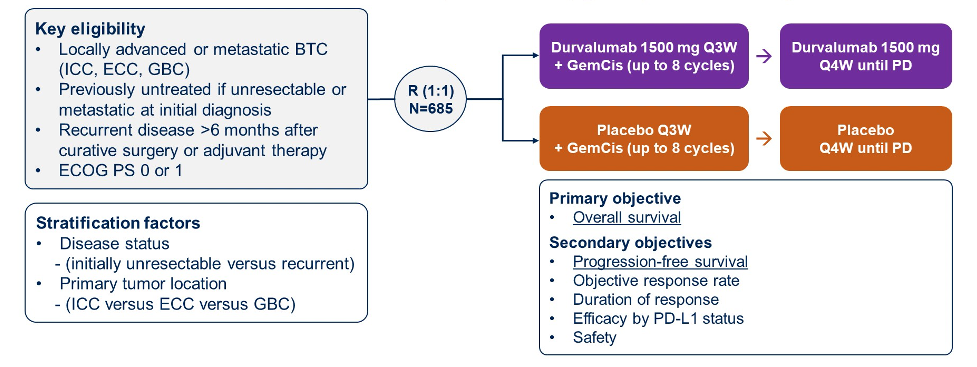 Key eligibility
• Locally advanced or metastatic BTC
(ICC, ECC, GBC)
• Previously untreated if unresectable or
metastatic at initial diagnosis
• Recurrent disease >6 months after
curative surgery or adjuvant therapy
• ECOG PS 0 or 1
Stratification factors
• Disease status
- (initially unresectable versus recurrent)
• Primary tumor location
- (ICC versus ECC versus GBC)
R (1:1)
N=685
Durvalumab 1500 mg Q3W
+ GemCis (up to 8 cycles)
Durvalumab 1500 mg
Q4W until PD
Placebo Q3W
+ GemCis (up to 8 cycles)
Placebo
Q4W until PD
Primary objective
• Overall survival
Secondary objectives
• Progression-free survival
• Objective response rate
• Duration of response
• Efficacy by PD-L1 status
• Safety